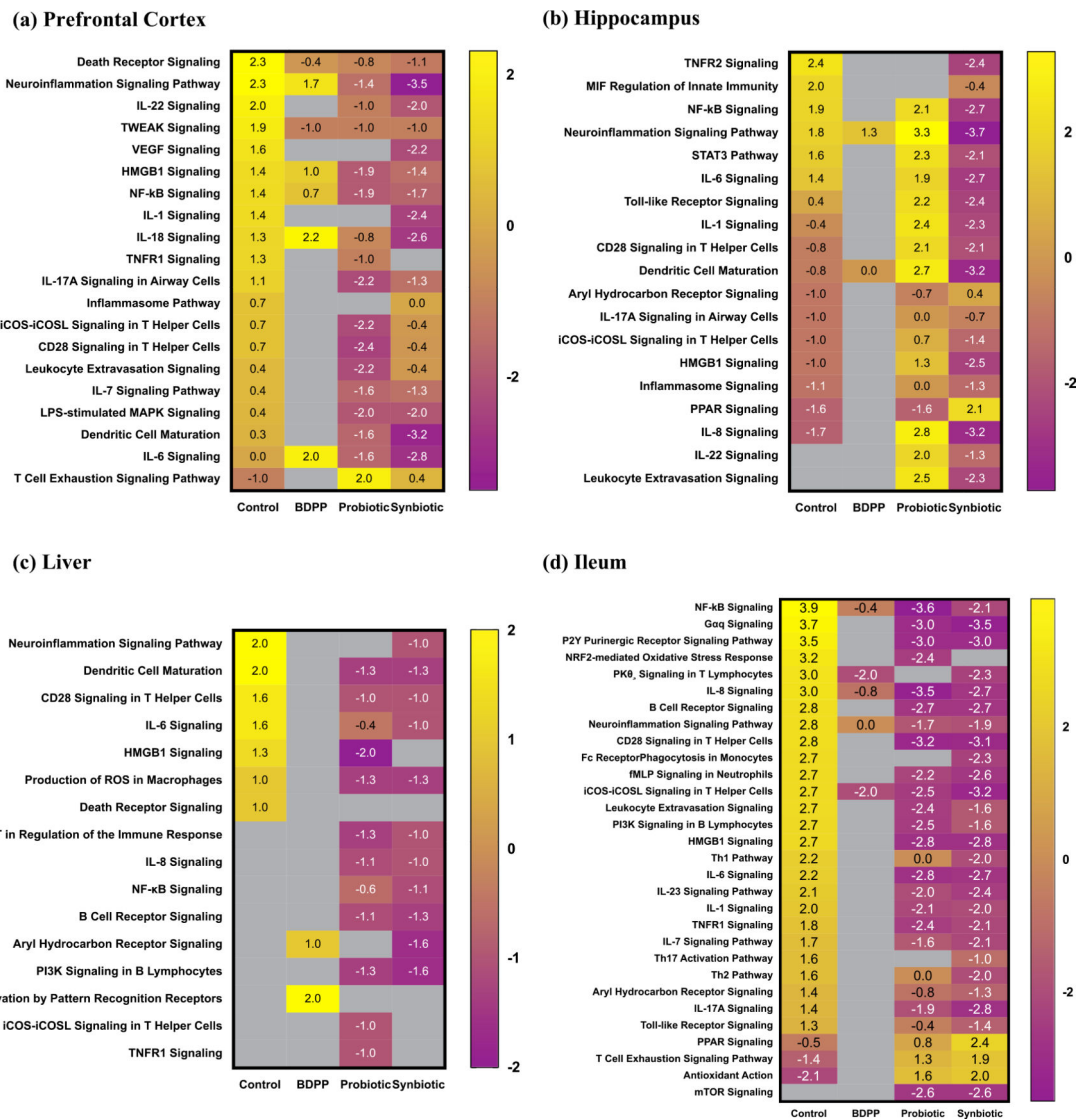 (a) Prefrontal Cortex
Death Receptor Signaling 2.3 -0.4 -0.8 -1.1
Neuroinflammation Signaling Pathway 2.3 1.7 -1.4 -3.5
IL-22 Signaling 2.0 -1.0 -2.0
TWEAK Signaling 1.9 -1.0 -1.0 -1.0
VEGF Signaling 1.6 -2.2
HMGB1 Signaling 1.4 1.0 -1.9 -1.4
NF-kB Signaling 1.4 0.7 -1.9 -1.7
IL-1 Signaling 1.4 -2.4
IL-18 Signaling 1.3 2.2 -0.8 -2.6
TNFR1 Signaling 1.3 -1.0
IL-17A Signaling in Airway Cells 1.1 -2.2 -1.3
Inflammasome Pathway 0.7 0.0
iCOS-iCOSL Signaling in T Helper Cells 0.7 -2.2 -0.4
CD28 Signaling in T Helper Cells 0.7 -2.4 -0.4
Leukocyte Extravasation Signaling 0.4 -2.2 -0.4
IL-7 Signaling Pathway 0.4 -1.6 -1.3
LPS-stimulated MAPK Signaling 0.4 -2.0 -2.0
Dendritic Cell Maturation 0.3 -1.6 -3.2
IL-6 Signaling 0.0 2.0 -1.6 -2.8
T Cell Exhaustion Signaling Pathway -1.0 2.0 0.4
Control BDPP Probiotic Synbiotic
2
0
-2
(b) Hippocampus
TNFR2 Signaling 2.4 -2.4
MIF Regulation of Innate Immunity 2.0 -0.4
NF-kB Signaling 1.9 2.1 -2.7
Neuroinflammation Signaling Pathway 1.8 1.3 3.3 -3.7
STAT3 Pathway 1.6 2.3 -2.1
IL-6 Signaling 1.4 1.9 -2.7
Toll-like Receptor Signaling 0.4 2.2 -2.4
IL-1 Signaling -0.4 2.4 -2.3
CD28 Signaling in T Helper Cells -0.8 2.1 -2.1
Dendritic Cell Maturation -0.8 0.0 2.7 -3.2
Aryl Hydrocarbon Receptor Signaling -1.0 -0.7 0.4
IL-17A Signaling in Airway Cells -1.0 0.0 -0.7
iCOS-iCOSL Signaling in T Helper Cells -1.0 0.7 -1.4
HMGB1 Signaling -1.0 1.3 -2.5
Inflammasome Signaling -1.1 0.0 -1.3
PPAR Signaling -1.6 -1.6 2.1
IL-8 Signaling -1.7 2.8 -3.2
IL-22 Signaling 2.0 -1.3
Leukocyte Extravasation Signaling 2.5 -2.3
Control BDPP Probiotic Synbiotic
2
0
-2
(c) Liver
Neuroinflammation Signaling Pathway 2.0 -1.0
Dendritic Cell Maturation 2.0 -1.3 -1.3
CD28 Signaling in T Helper Cells 1.6 -1.0 -1.0
IL-6 Signaling 1.6 -0.4 -1.0
HMGB1 Signaling 1.3 -2.0
Production of ROS in Macrophages 1.0 -1.3 -1.3
Death Receptor Signaling 1.0
T in Regulation of the Immune Response -1.3 -1.0
IL-8 Signaling -1.1 -1.0
NF-κB Signaling -0.6 -1.1
B Cell Receptor Signaling -1.1 -1.3
Aryl Hydrocarbon Receptor Signaling 1.0 -1.6
PI3K Signaling in B Lymphocytes -1.3 -1.6
vation by Pattern Recognition Receptors 2.0
iCOS-iCOSL Signaling in T Helper Cells -1.0
TNFR1 Signaling -1.0
Control BDPP Probiotic Synbiotic
2
1
0
-1
-2
(d) Ileum
NF-kB Signaling 3.9 -0.4 -3.6 -2.1
Gαq Signaling 3.7 -3.0 -3.5
P2Y Purinergic Receptor Signaling Pathway 3.5 -3.0 -3.0
NRF2-mediated Oxidative Stress Response 3.2 -2.4
PKθ¸ Signaling in T Lymphocytes 3.0 -2.0 -2.3
IL-8 Signaling 3.0 -0.8 -3.5 -2.7
B Cell Receptor Signaling 2.8 -2.7 -2.7
Neuroinflammation Signaling Pathway 2.8 0.0 -1.7 -1.9
CD28 Signaling in T Helper Cells 2.8 -3.2 -3.1
Fc ReceptorPhagocytosis in Monocytes 2.7 -2.3
fMLP Signaling in Neutrophils 2.7 -2.2 -2.6
iCOS-iCOSL Signaling in T Helper Cells 2.7 -2.0 -2.5 -3.2
Leukocyte Extravasation Signaling 2.7 -2.4 -1.6
PI3K Signaling in B Lymphocytes 2.7 -2.5 -1.6
HMGB1 Signaling 2.7 -2.8 -2.8
Th1 Pathway 2.2 0.0 -2.0
IL-6 Signaling 2.2 -2.8 -2.7
IL-23 Signaling Pathway 2.1 -2.0 -2.4
IL-1 Signaling 2.0 -2.1 -2.0
TNFR1 Signaling 1.8 -2.4 -2.1
IL-7 Signaling Pathway 1.7 -1.6 -2.1
Th17 Activation Pathway 1.6 -1.0
Th2 Pathway 1.6 0.0 -2.0
Aryl Hydrocarbon Receptor Signaling 1.4 -0.8 -1.3
IL-17A Signaling 1.4 -1.9 -2.8
Toll-like Receptor Signaling 1.3 -0.4 -1.4
PPAR Signaling -0.5 0.8 2.4
T Cell Exhaustion Signaling Pathway -1.4 1.3 1.9
Antioxidant Action -2.1 1.6 2.0
mTOR Signaling -2.6 -2.6
Control BDPP Probiotic Synbiotic
2
0
-2